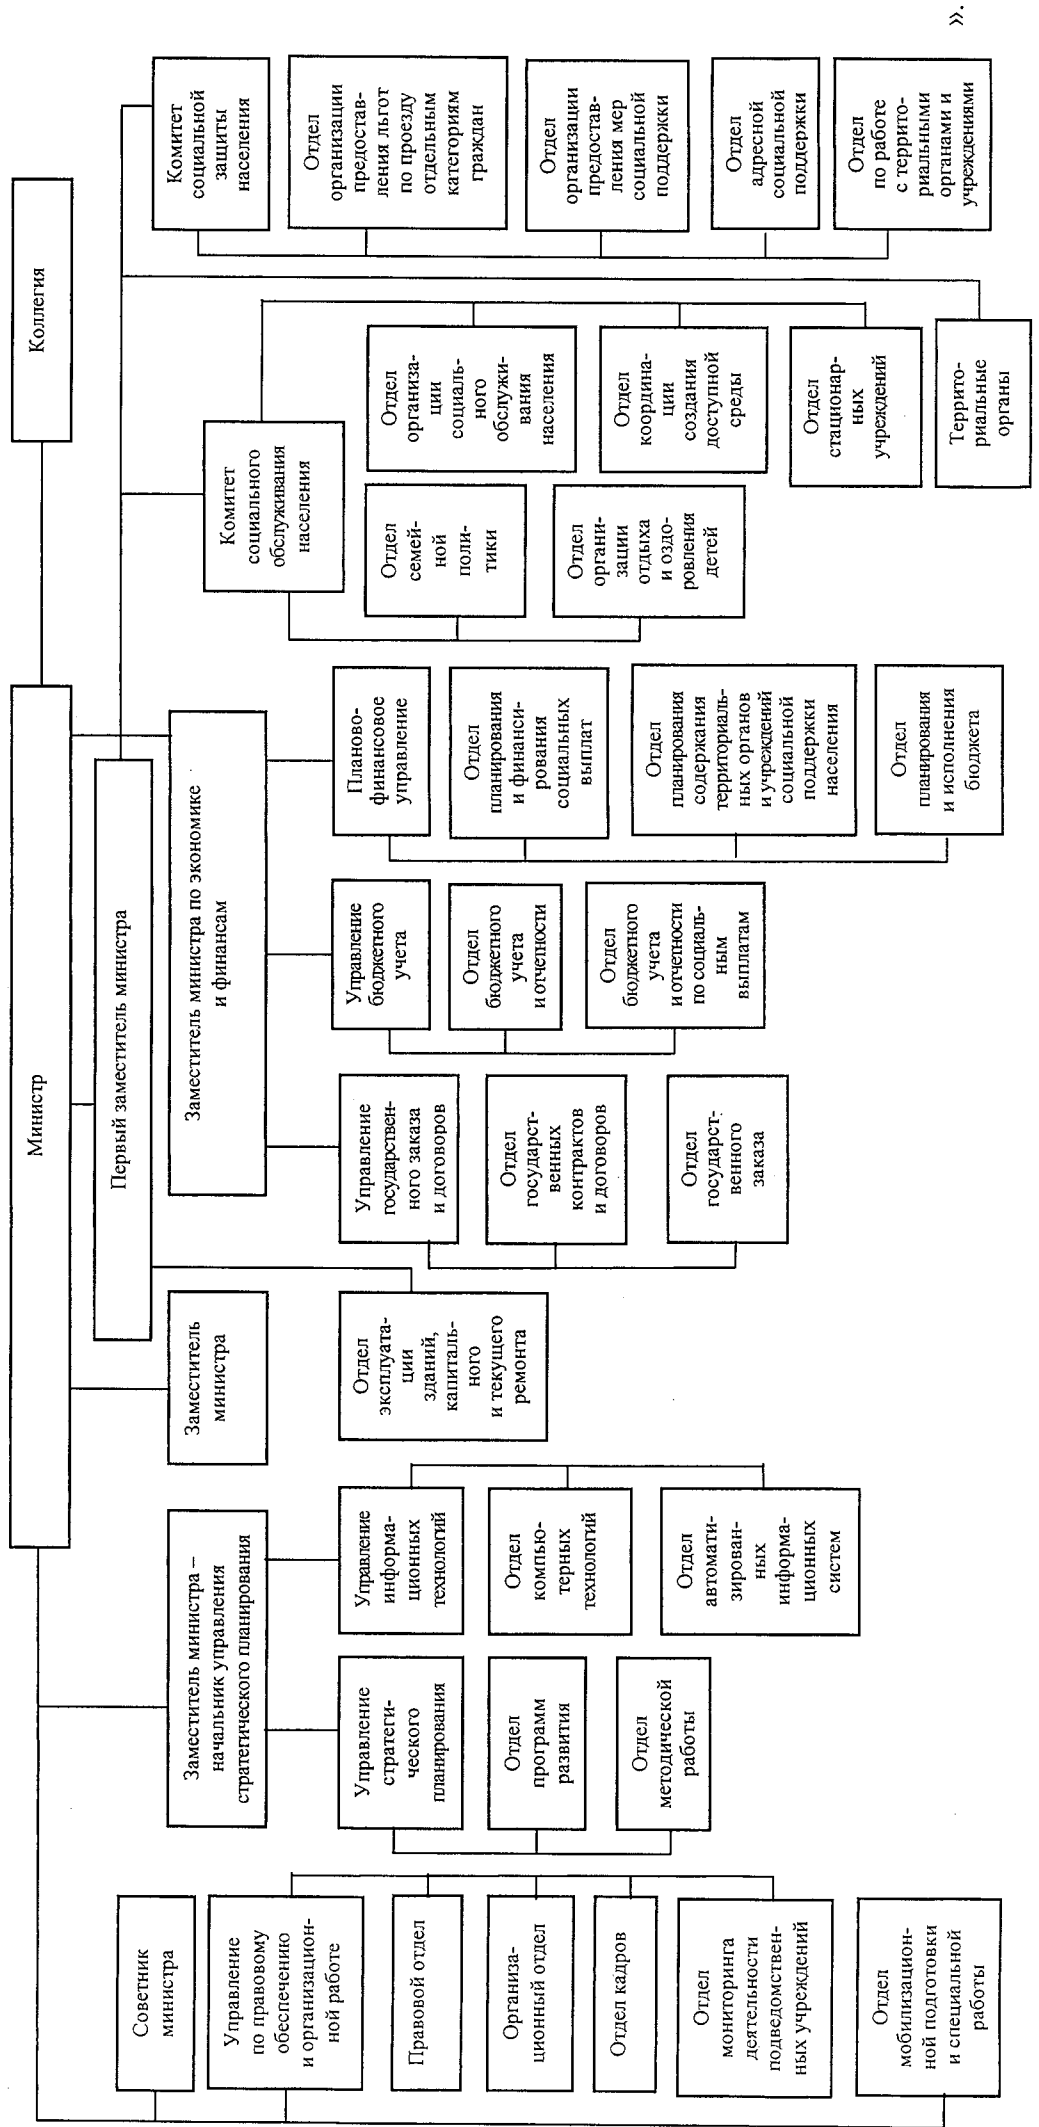 Министр
Коллегия
Первый заместитель министра
Советник
министра
Управление
по правовому
обеспечению
и организацион-
ной работе
Правовой отдел
Организа-
ционный отдел
Отдел кадров
Отдел
мониторинга
деятельности
подведомствен-
ных учреждений
Отдел
мобилизацион-
ной подготовки
и специальной
работы
Заместитель министра –
начальник управления
стратегического планирования
Управление
стратеги-
ческого
планирования
Отдел
программ
развития
Отдел
методической
работы
Управление
информа-
ционных
технологий
Отдел
компью-
терных
технологий
Отдел
автомати-
зирован-
ных
информа-
ционных
систем
Заместитель
министра
Отдел
эксплуата-
ции
зданий,
капиталь-
ного
и текущего
ремонта
Заместитель министра по экономике
и финансам
Управление
государствен-
ного заказа
и договоров
Отдел
государст-
венных
контрактов
и договоров
Отдел
государст-
венного
заказа
Управление
бюджетного
учета
Отдел
бюджетного
учета
и отчетности
Отдел
бюджетного
учета
и отчетности
по социаль-
ным
выплатам
Планово-
финансовое
управление
Отдел
планирования
и финанси-
рования
социальных
выплат
Отдел
планирования
содержания
территориаль-
ных органов
и учреждений
социальной
поддержки
населения
Отдел
планирования
и исполнения
бюджета
Комитет
социального
обслуживания
населения
Отдел
семей-
ной
поли-
тики
Отдел
органи-
зации
отдыха
и оздо-
ровления
детей
Отдел
организа-
ции
социаль-
ного
обслужи-
вания
населения
Отдел
координа-
ции
создания
доступной
среды
Отдел
стационар-
ных
учреждений
Террито-
риальные
органы
Комитет
социальной
защиты
населения
Отдел
организации
предостав-
ления льгот
по проезду
отдельным
категориям
граждан
Отдел
организации
предостав-
ления мер
социальной
поддержки
Отдел
адресной
социальной
поддержки
Отдел
по работе
с террито-
риальными
органами и
учреждениями
».